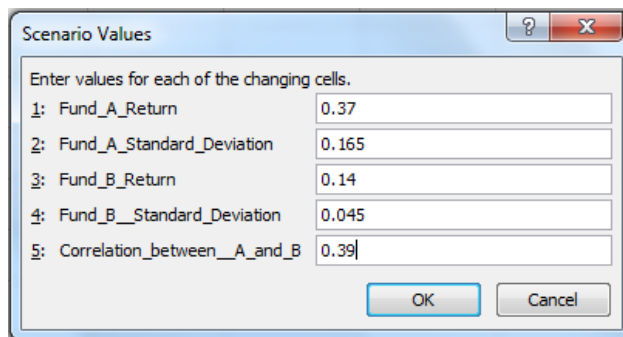 Scenario Values
Enter values for each of the changing cells.
1: Fund_A_Return 0.37
2: Fund_A_Standard_Deviation 0.165
3: Fund_B_Return 0.14
4: Fund_B__Standard_Deviation 0.045
5: Correlation_between__A_and_B 0.39
OK Cancel